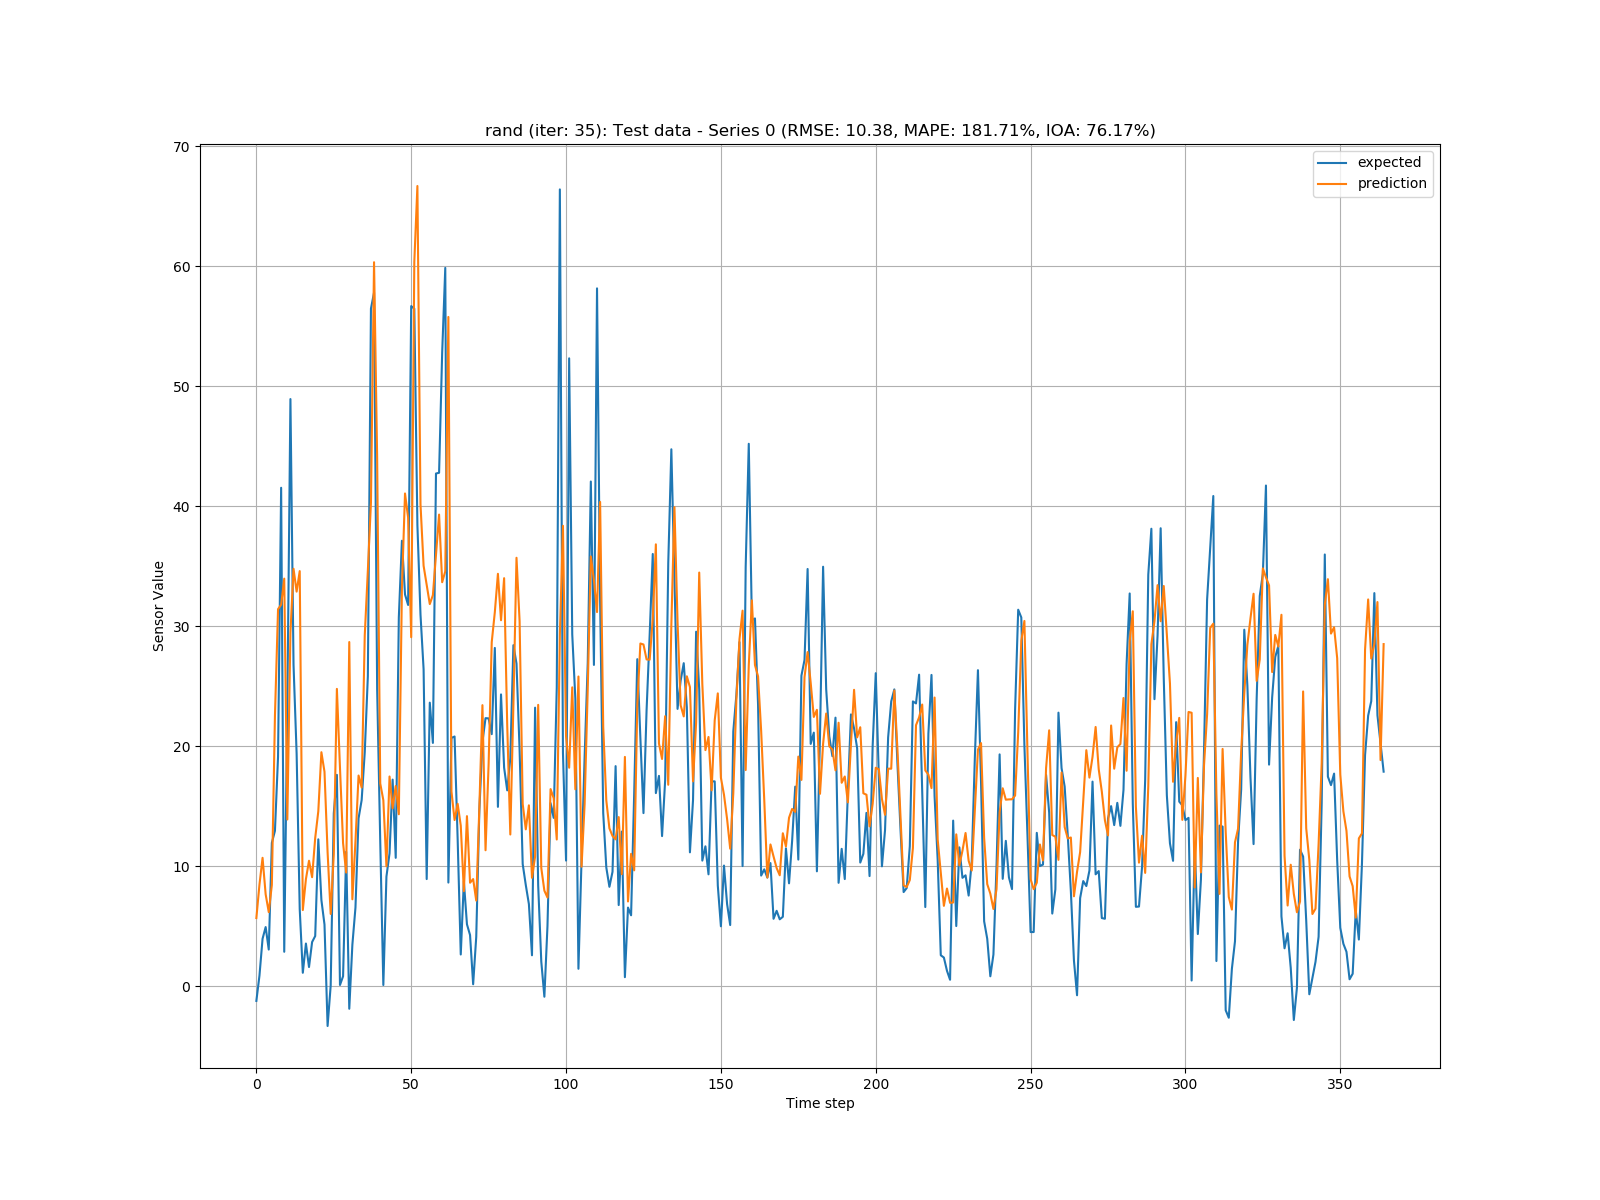 rand (iter: 35): Test data - Series 0 (RMSE: 10.38, MAPE: 181.71%, IOA: 76.17%)
expected
prediction
70
60
50
40
30
20
10
0
Sensor Value
0 50 100 150 200 250 300 350
Time step